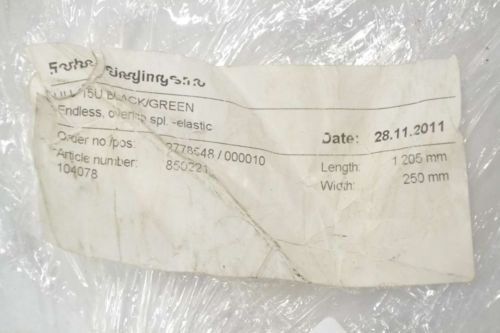 15U BLACK/GREEN
Endless, overlap spl. -elastic
Date: 28.11.2011
Order no./pos: 2778648 / 000010
Article number: 850221
104078
Length: 1 205 mm
Width: 250 mm